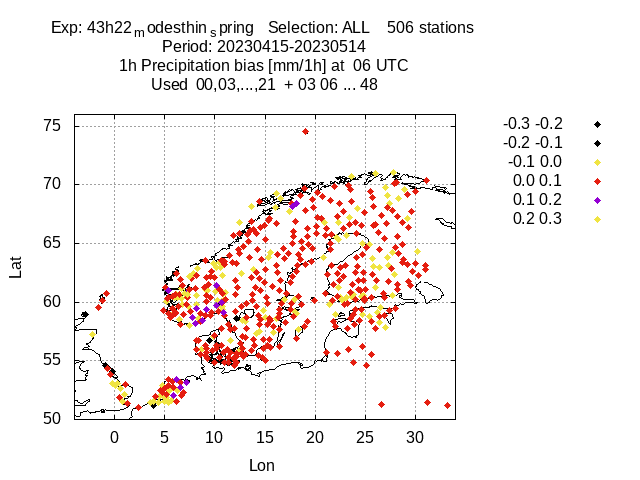 Exp: 43h22modesthinspring Selection: ALL 506 stations
Period: 20230415-20230514
1h Precipitation bias [mm/1h] at 06 UTC
Used 00,03,...,21 + 03 06 ... 48
-0.3 -0.2
-0.2 -0.1
-0.1 0.0
0.0 0.1
0.1 0.2
0.2 0.3
75
70
65
60
55
50
Lat
0 5 10 15 20 25 30
Lon